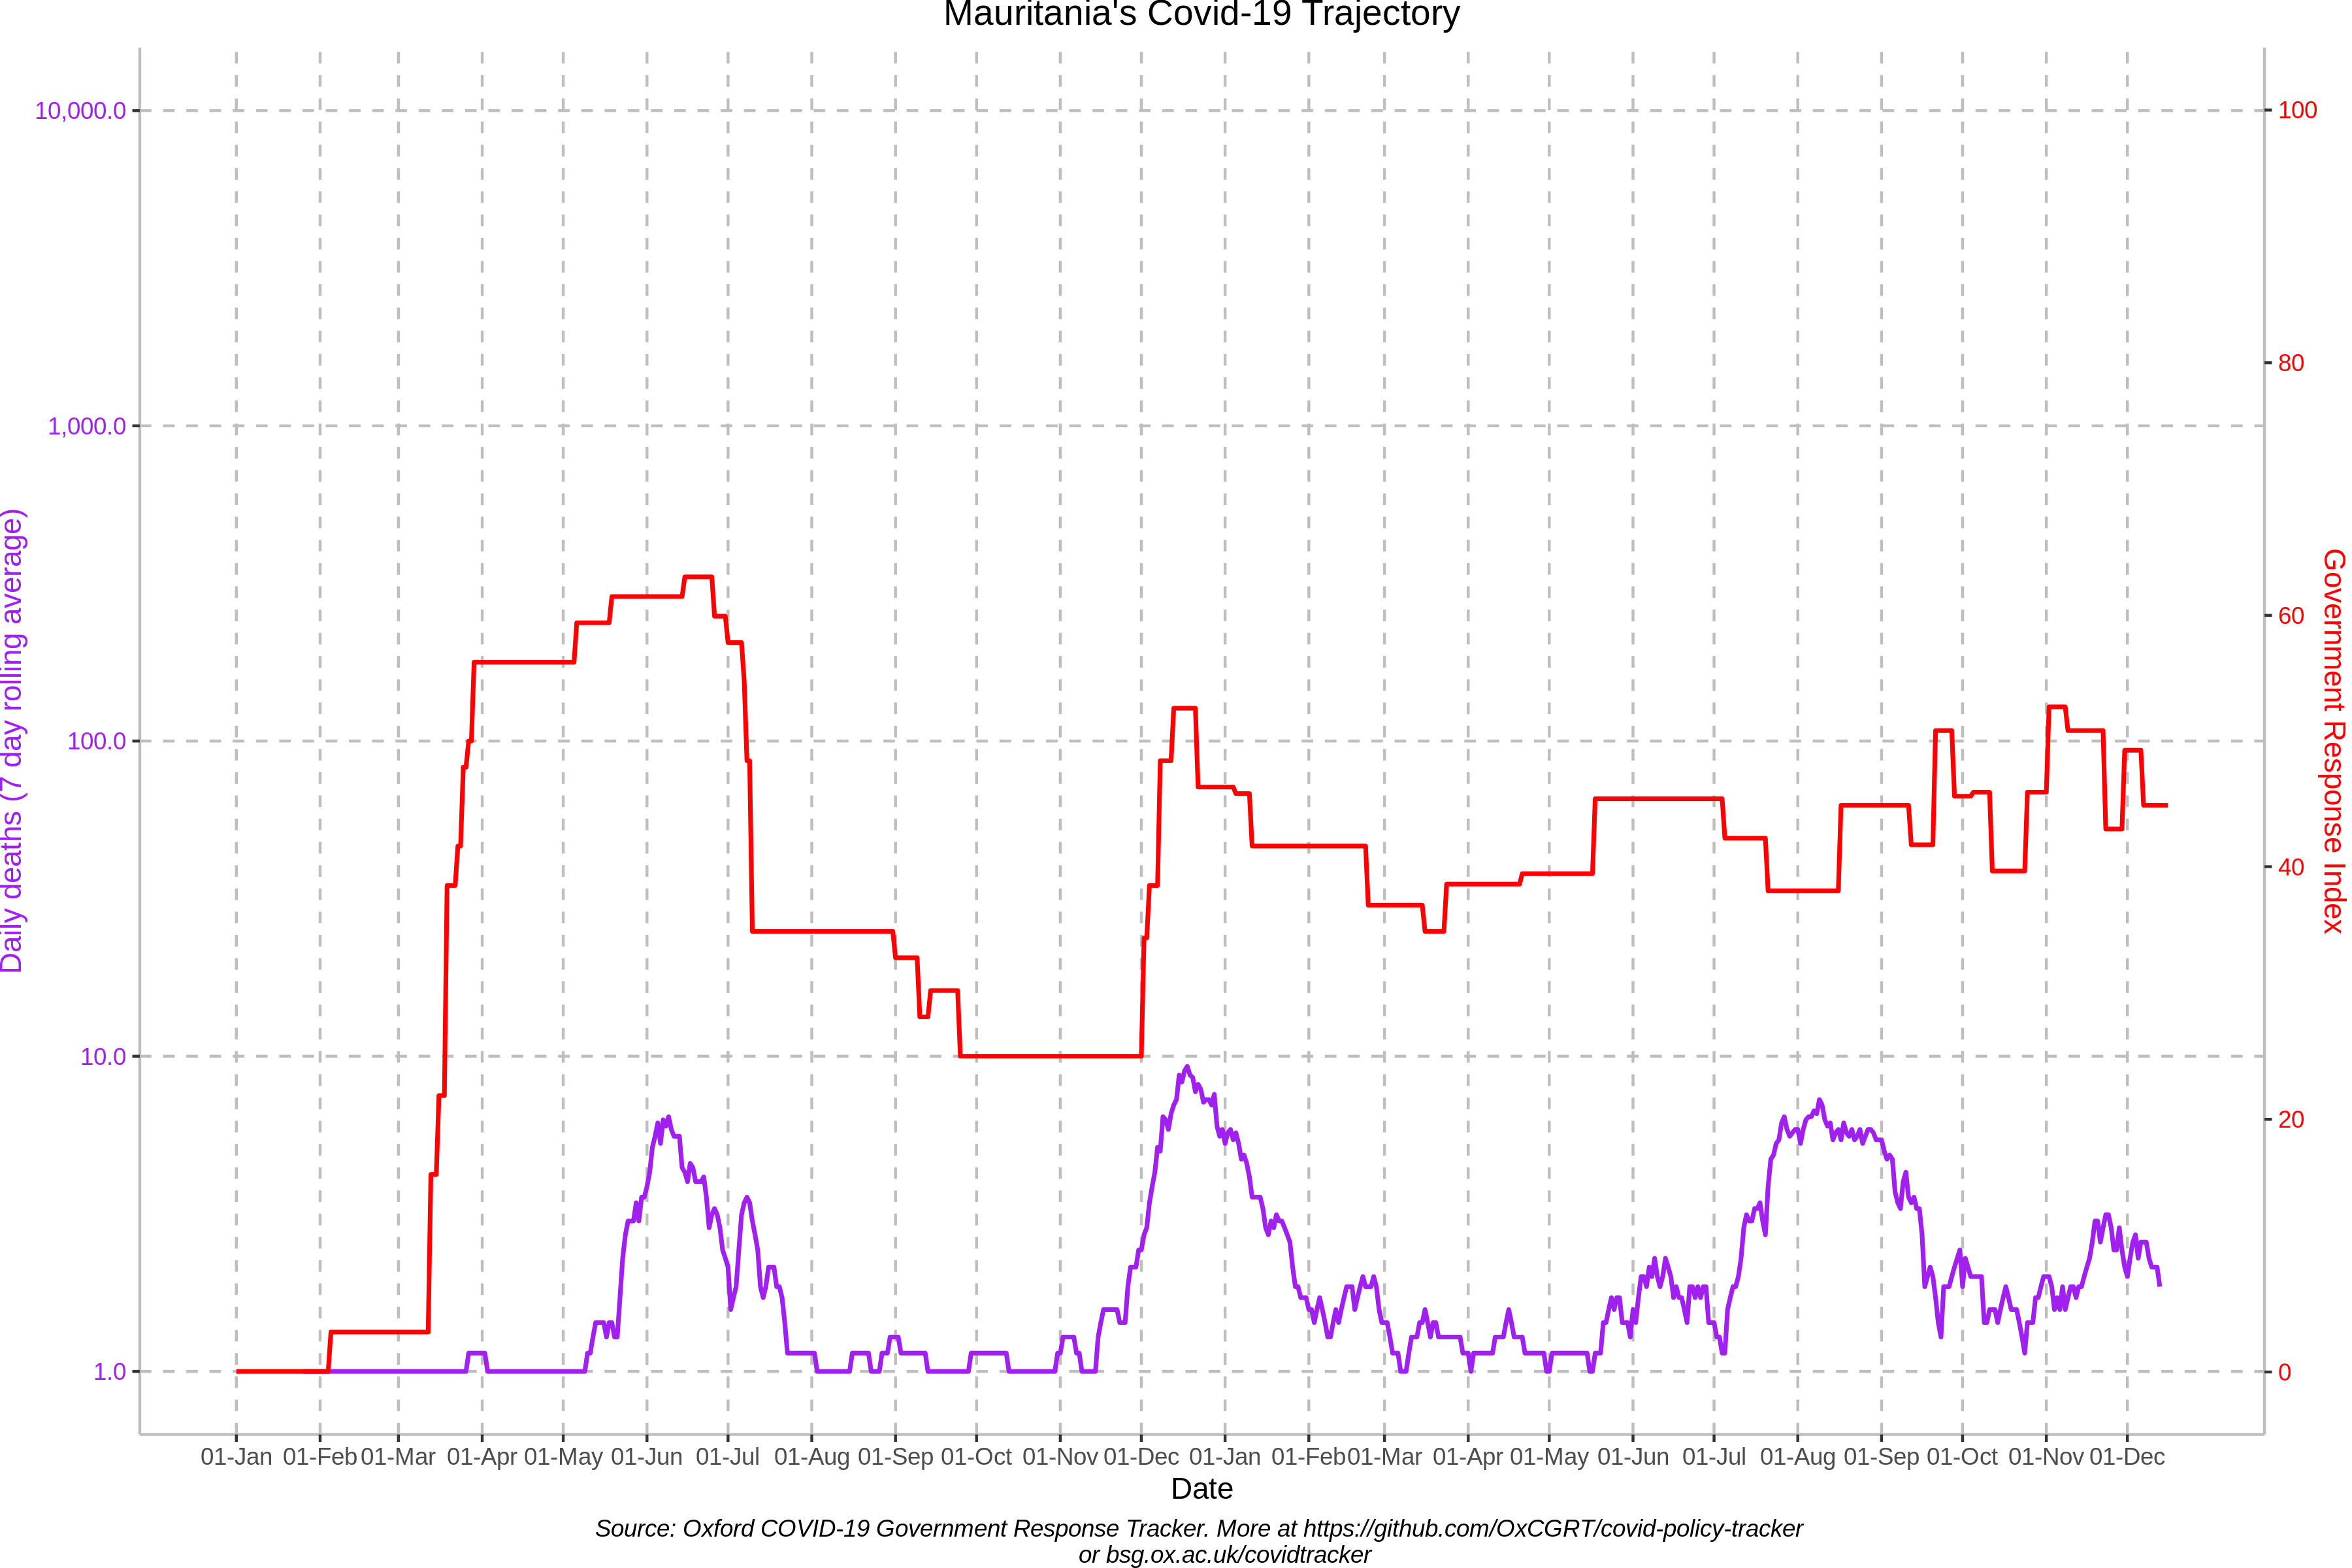 Mauritania's Covid-19 Trajectory
10,000.0
1,000.0
100.0
10.0
1.0
Daily deaths (7 day rolling average)
100
80
60
40
20
0
Government Response Index
01-Jan 01-Feb 01-Mar 01-Apr 01-May 01-Jun 01-Jul 01-Aug 01-Sep 01-Oct 01-Nov 01-Dec 01-Jan 01-Feb 01-Mar 01-Apr 01-May 01-Jun 01-Jul 01-Aug 01-Sep 01-Oct 01-Nov 01-Dec
Date
Source: Oxford COVID-19 Government Response Tracker. More at https://github.com/OxCGRT/covid-policy-tracker
or bsg.ox.ac.uk/covidtracker